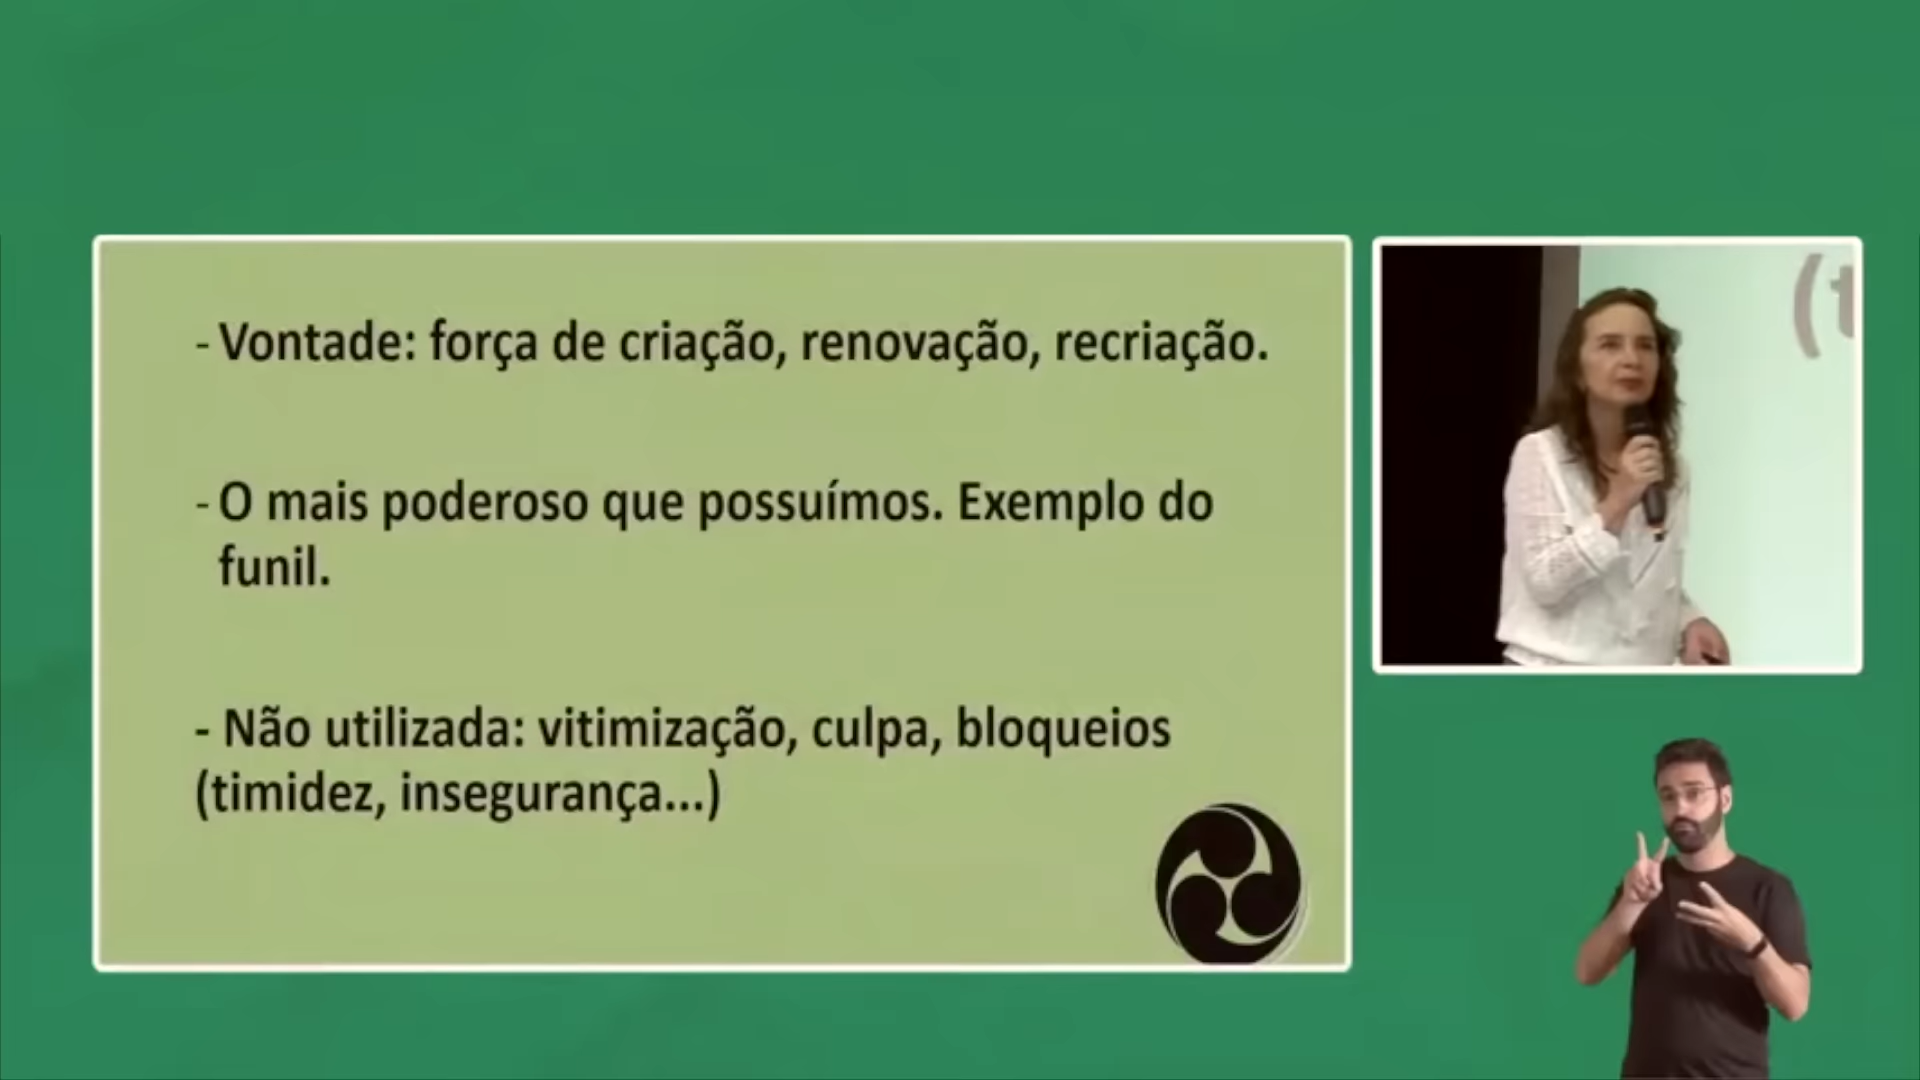 - Vontade: força de criação, renovação, recriação.
- O mais poderoso que possuímos. Exemplo do
funil.
- Não utilizada: vitimização, culpa, bloqueios
(timidez, insegurança...)
(t